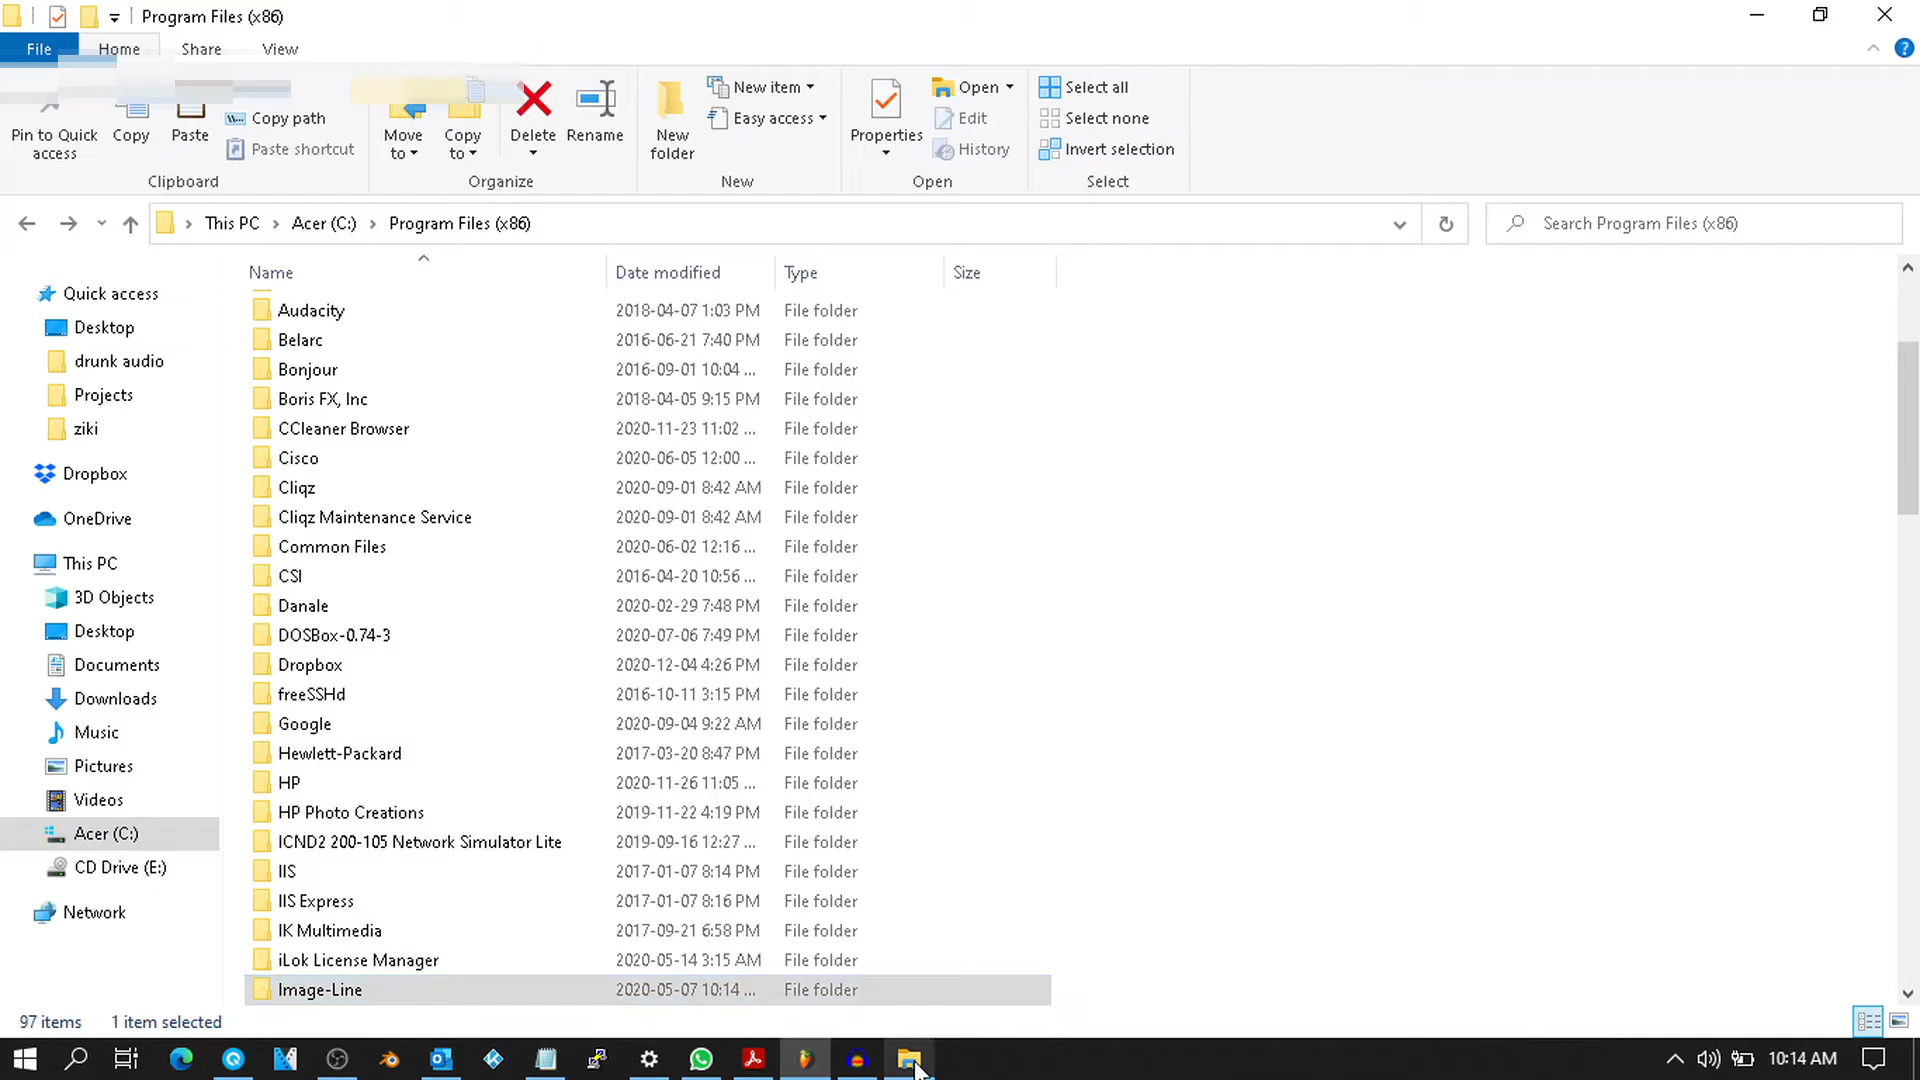 Program Files (x86)
File Home Share View
Pin to Quick access
Copy
Paste
Copy path
Paste shortcut
Clipboard
Move to
Copy to
Delete
Rename
Organize
New folder
New item
Easy access
New
Properties
Open
Edit
History
Open
Select all
Select none
Invert selection
Select
This PC > Acer (C:) > Program Files (x86)
Search Program Files (x86)
Quick access
Desktop
drunk audio
Projects
ziki
Dropbox
OneDrive
This PC
3D Objects
Desktop
Documents
Downloads
Music
Pictures
Videos
Acer (C:)
CD Drive (E:)
Network
Name Date modified Type Size
Audacity 2018-04-07 1:03 PM File folder
Belarc 2016-06-21 7:40 PM File folder
Bonjour 2016-09-01 10:04 ... File folder
Boris FX, Inc 2018-04-05 9:15 PM File folder
CCleaner Browser 2020-11-23 11:02 ... File folder
Cisco 2020-06-05 12:00 ... File folder
Cliqz 2020-09-01 8:42 AM File folder
Cliqz Maintenance Service 2020-09-01 8:42 AM File folder
Common Files 2020-06-02 12:16 ... File folder
CSI 2016-04-20 10:56 ... File folder
Danale 2020-02-29 7:48 PM File folder
DOSBox-0.74-3 2020-07-06 7:49 PM File folder
Dropbox 2020-12-04 4:26 PM File folder
freeSSHd 2016-10-11 3:15 PM File folder
Google 2020-09-04 9:22 AM File folder
Hewlett-Packard 2017-03-20 8:47 PM File folder
HP 2020-11-26 11:05 ... File folder
HP Photo Creations 2019-11-22 4:19 PM File folder
ICND2 200-105 Network Simulator Lite 2019-09-16 12:27 ... File folder
IIS 2017-01-07 8:14 PM File folder
IIS Express 2017-01-07 8:16 PM File folder
IK Multimedia 2017-09-21 6:58 PM File folder
iLok License Manager 2020-05-14 3:15 AM File folder
Image-Line 2020-05-07 10:14 ... File folder
97 items 1 item selected
10:14 AM